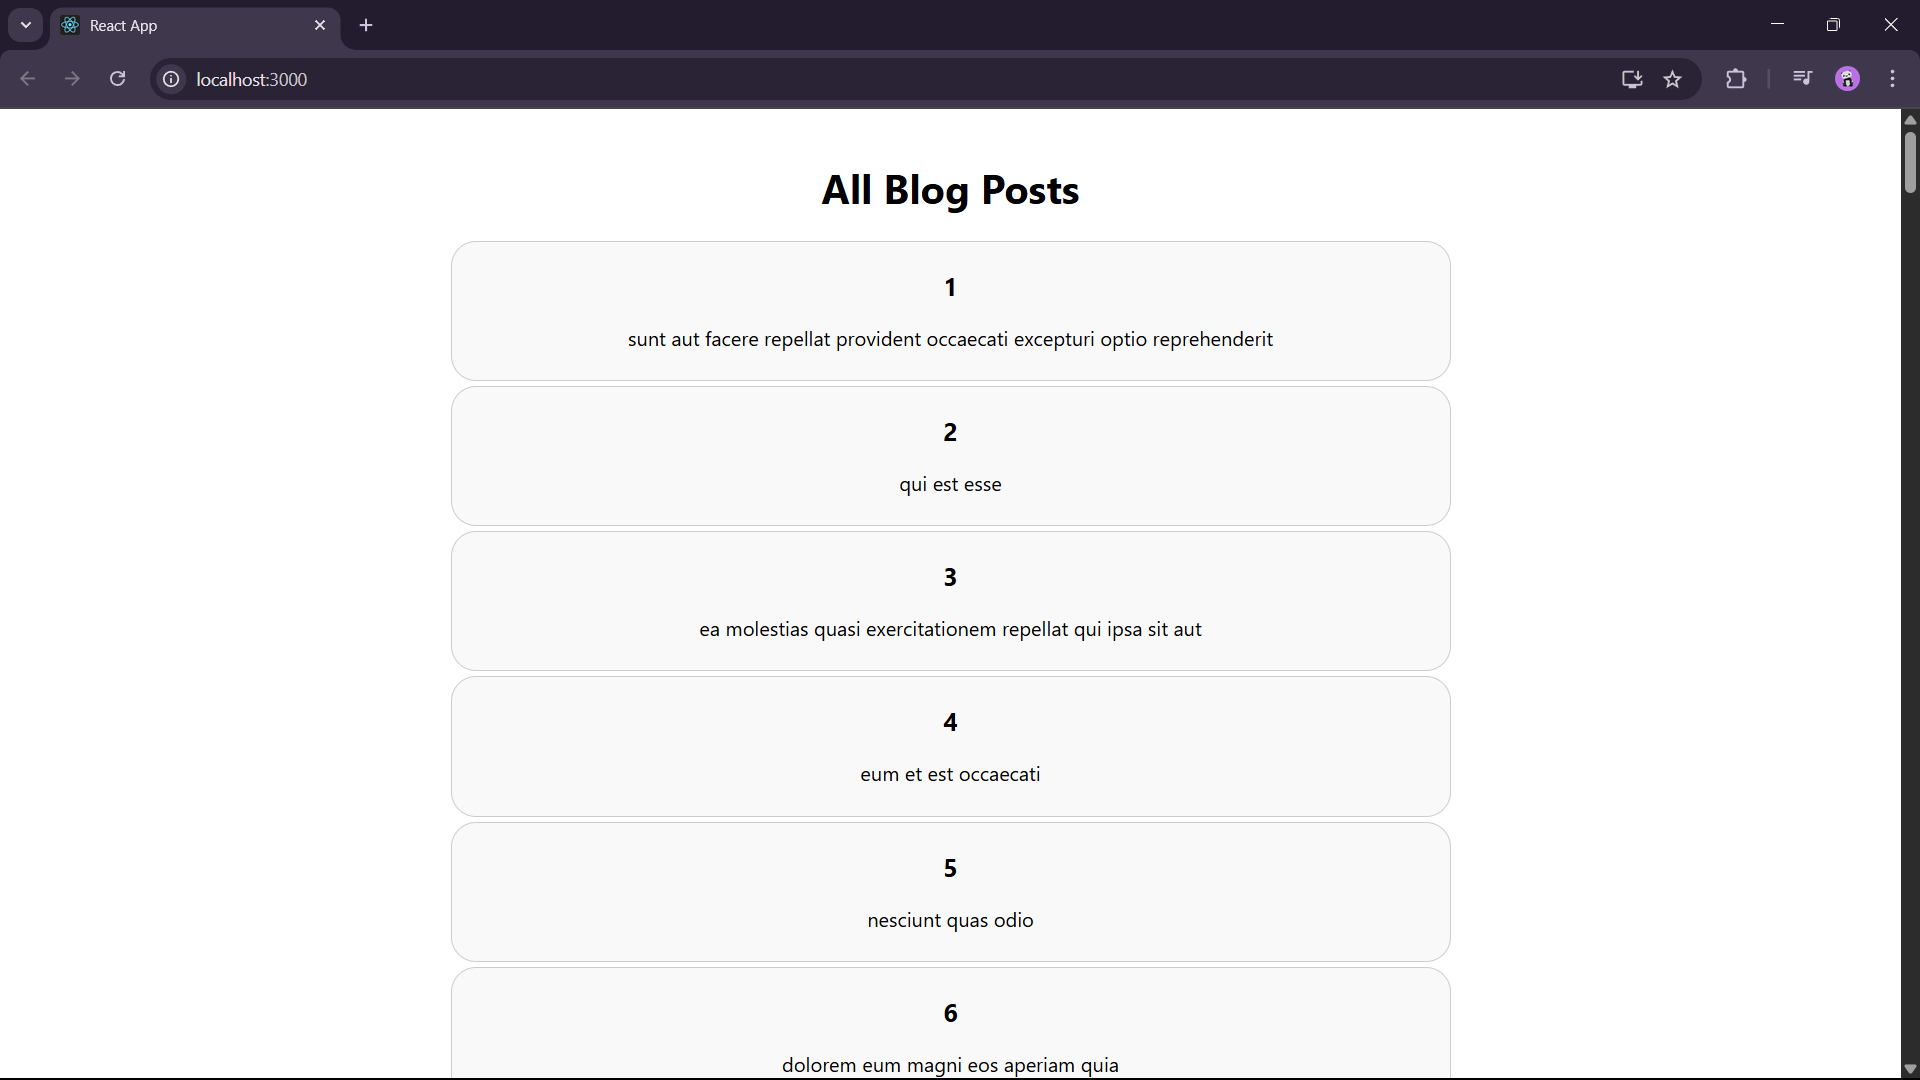 React App
localhost:3000
All Blog Posts
1
sunt aut facere repellat provident occaecati excepturi optio reprehenderit
2
qui est esse
3
ea molestias quasi exercitationem repellat qui ipsa sit aut
4
eum et est occaecati
5
nesciunt quas odio
6
dolorem eum magni eos aperiam quia